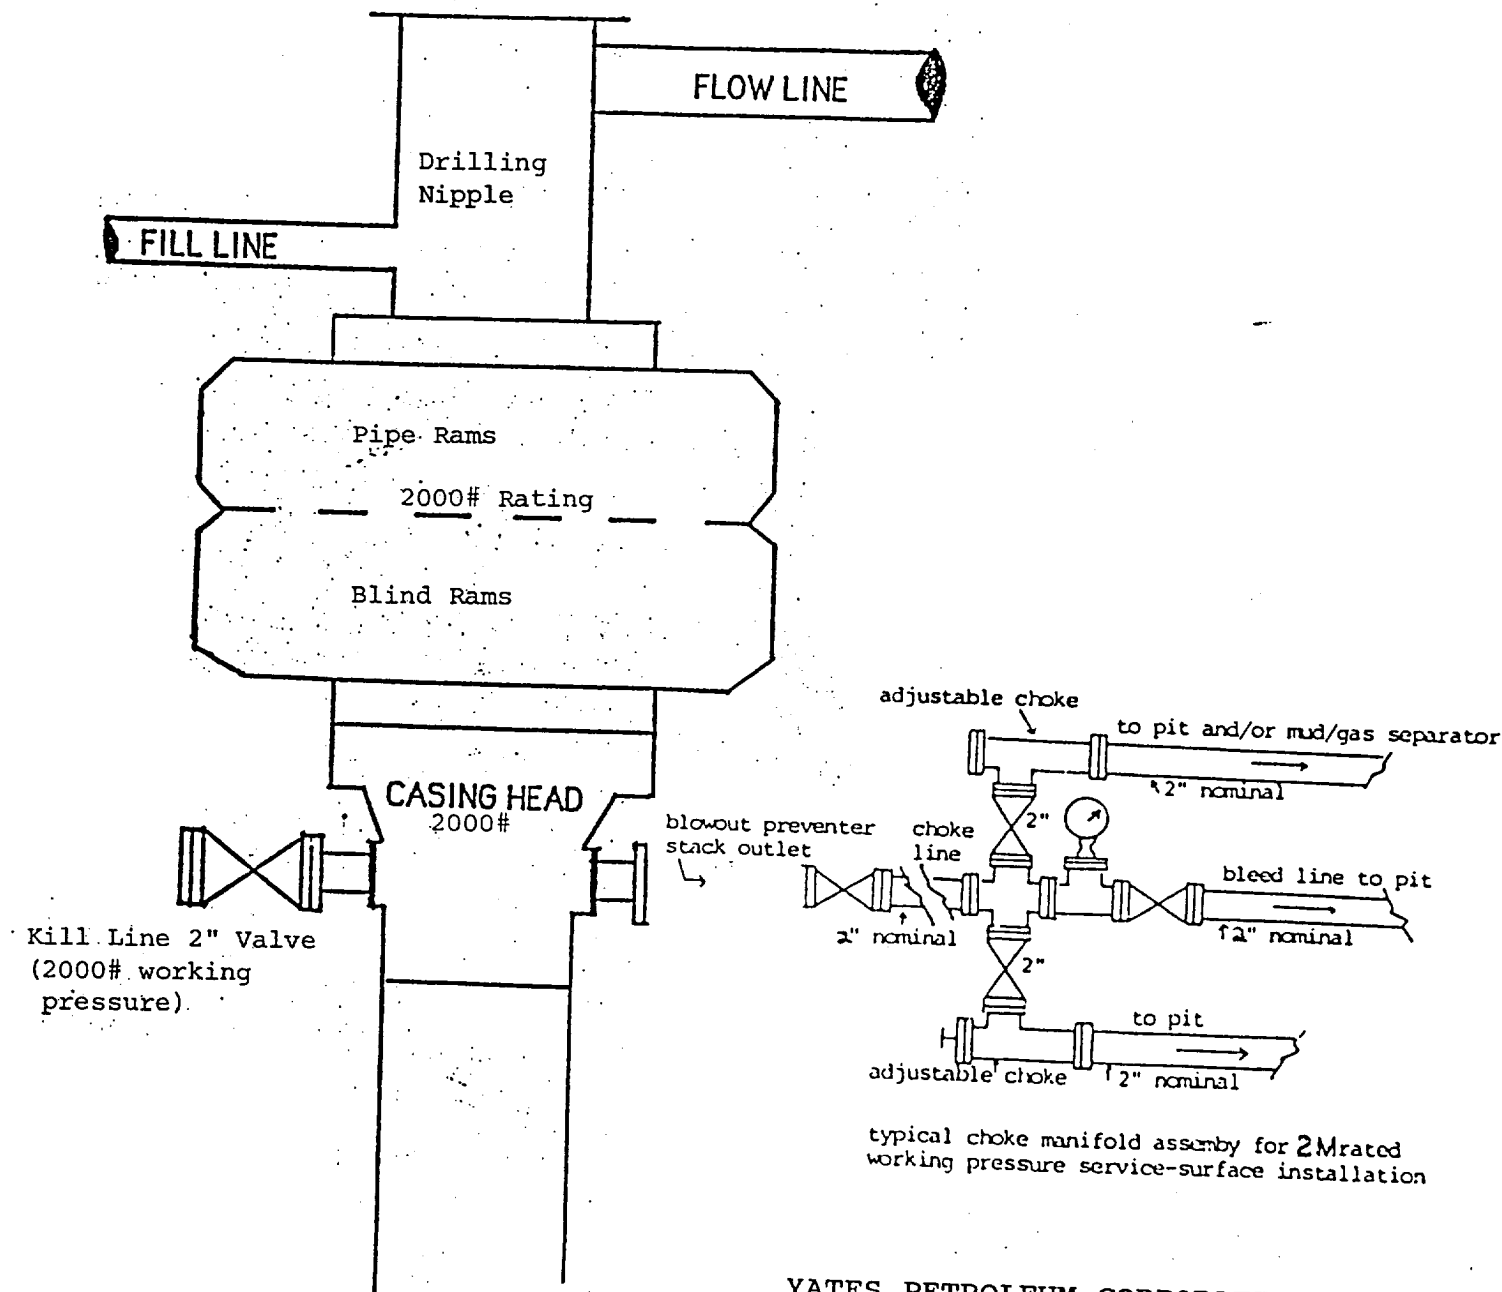 FLOW LINE
Drilling
Nipple
FILL LINE
Pipe Rams
2000# Rating
Blind Rams
CASING HEAD
2000#
Kill Line 2" Valve
(2000# working
pressure)
blowout preventer
stack outlet
adjustable choke
to pit and/or mud/gas separator
2" nominal
2"
choke
line
bleed line to pit
2" nominal
2" nominal
2"
to pit
adjustable choke
2" nominal
typical choke manifold assemby for 2M rated
working pressure service-surface installation
YATES PETROLEUM